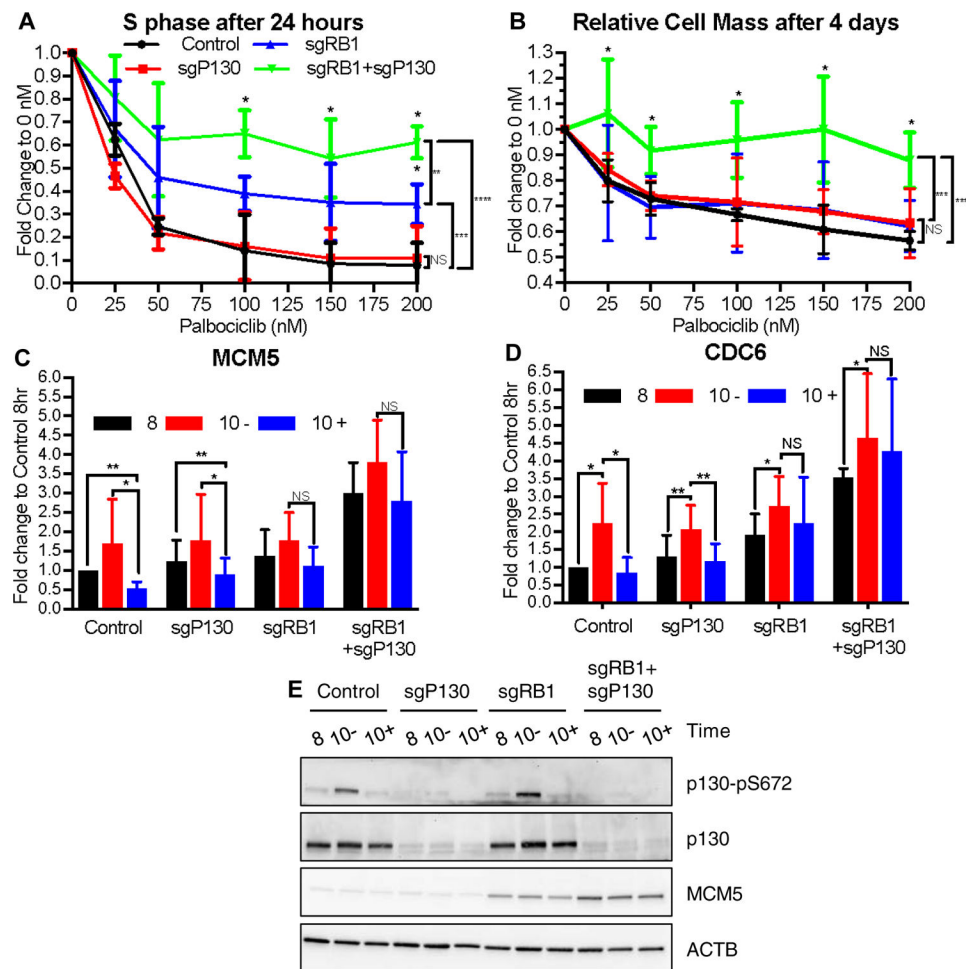 A S phase after 24 hours
Control sgRB1
sgP130 sgRB1+sgP130
Fold Change to 0 nM
1.0
0.9
0.8
0.7
0.6
0.5
0.4
0.3
0.2
0.1
0.0
* * * *
**
***
****
NS
0 25 50 75 100 125 150 175 200
Palbociclib (nM)
B Relative Cell Mass after 4 days
Fold Change to 0 nM
1.3
1.2
1.1
1.0
0.9
0.8
0.7
0.6
0.5
0.4
* * * * *
***
NS
***
0 25 50 75 100 125 150 175 200
Palbociclib (nM)
C MCM5
Fold change to Control 8hr
6.0
5.5
5.0
4.5
4.0
3.5
3.0
2.5
2.0
1.5
1.0
0.5
0.0
8 10 - 10 +
** * ** * NS NS
Control sgP130 sgRB1 sgRB1
+sgP130
D CDC6
Fold change to Control 8hr
6.5
6.0
5.5
5.0
4.5
4.0
3.5
3.0
2.5
2.0
1.5
1.0
0.5
0.0
8 10 - 10 +
* * ** ** * NS * NS
Control sgP130 sgRB1 sgRB1
+sgP130
E Control sgP130 sgRB1 sgRB1+
sgP130
8 10- 10+ 8 10- 10+ 8 10- 10+ 8 10- 10+ Time
p130-pS672
p130
MCM5
ACTB